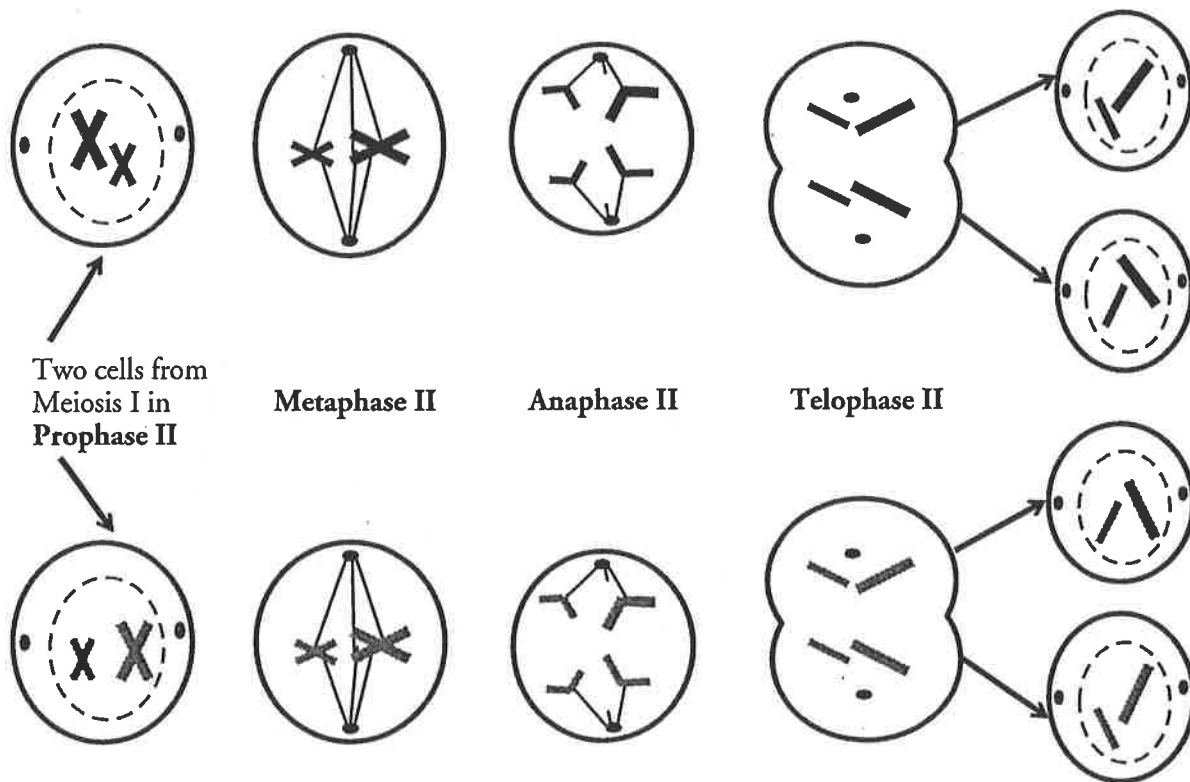 Two cells from
Meiosis I in
Prophase II
Metaphase II
Anaphase II
Telophase II